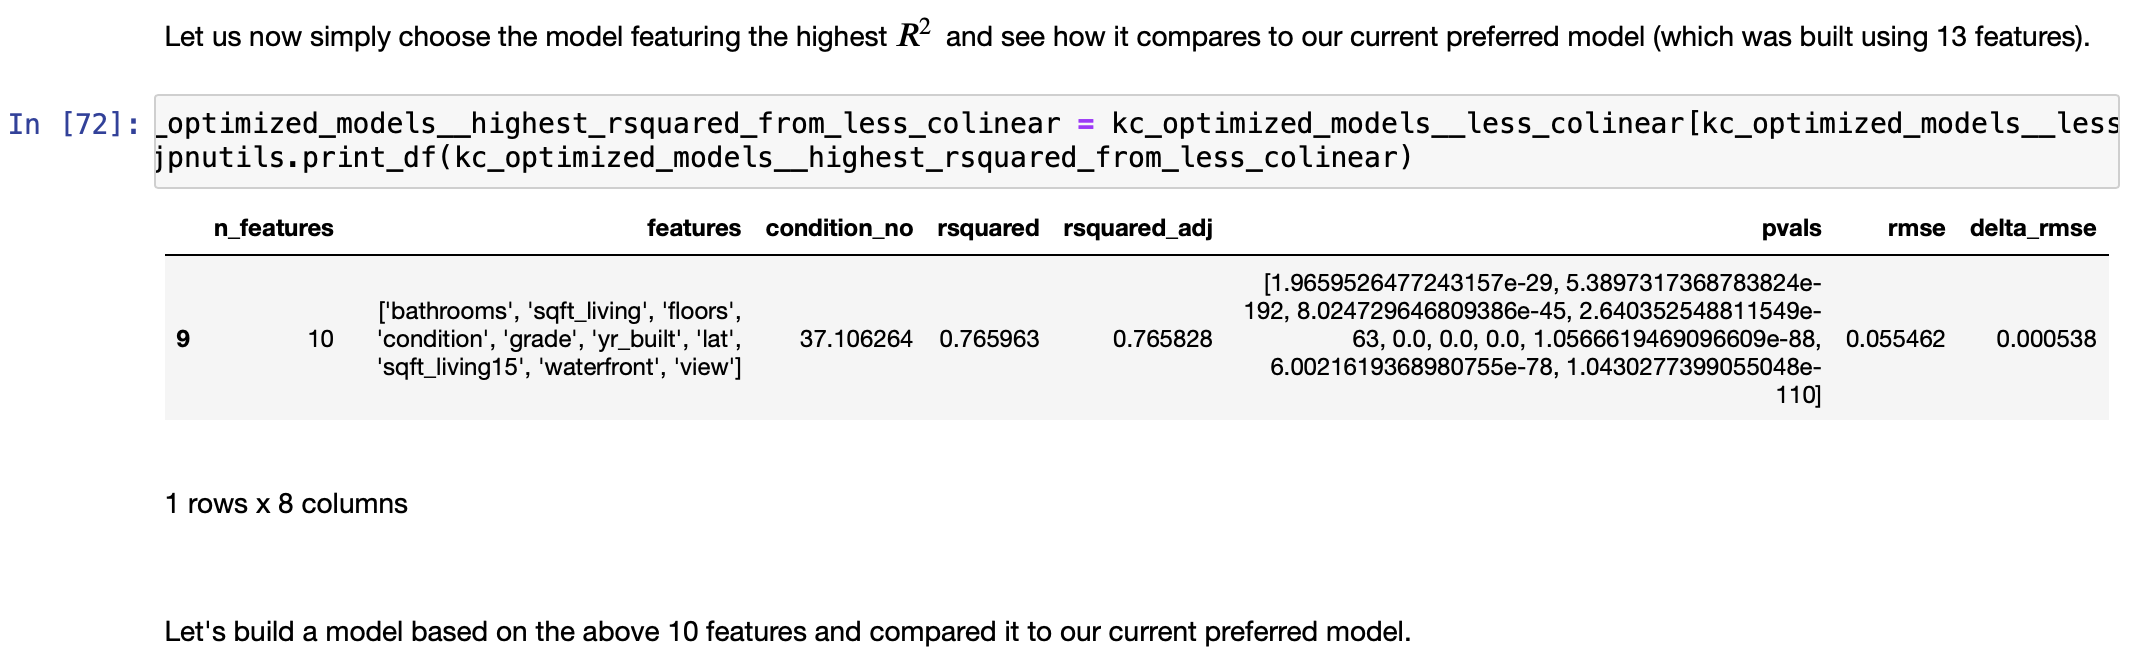 Let us now simply choose the model featuring the highest R² and see how it compares to our current preferred model (which was built using 13 features).
In [72]:
_optimized_models__highest_rsquared_from_less_colinear = kc_optimized_models__less_colinear[kc_optimized_models__less
jpnutils.print_df(kc_optimized_models__highest_rsquared_from_less_colinear)
n_features features condition_no rsquared rsquared_adj pvals rmse delta_rmse
[1.9659526477243157e-29, 5.3897317368783824e-
['bathrooms', 'sqft_living', 'floors', 192, 8.024729646809386e-45, 2.640352548811549e-
9 10 'condition', 'grade', 'yr_built', 'lat', 37.106264 0.765963 0.765828 63, 0.0, 0.0, 0.0, 1.0566619469096609e-88, 0.055462 0.000538
'sqft_living15', 'waterfront', 'view'] 6.0021619368980755e-78, 1.0430277399055048e-
110]
1 rows x 8 columns
Let's build a model based on the above 10 features and compared it to our current preferred model.